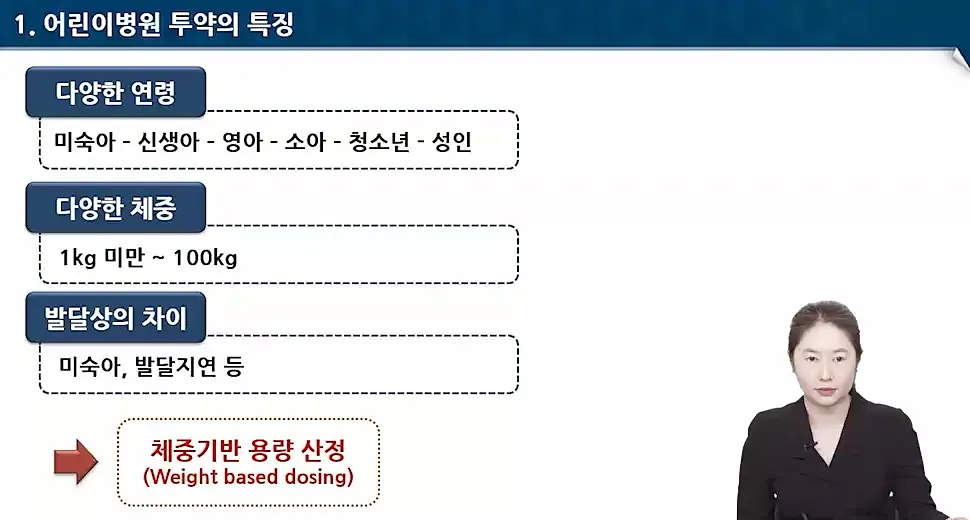 1. 어린이병원 투약의 특징
다양한 연령
미숙아 - 신생아 - 영아 - 소아 - 청소년 - 성인
다양한 체중
1kg 미만 ~ 100kg
발달상의 차이
미숙아, 발달지연 등
체중기반 용량 산정
(Weight based dosing)